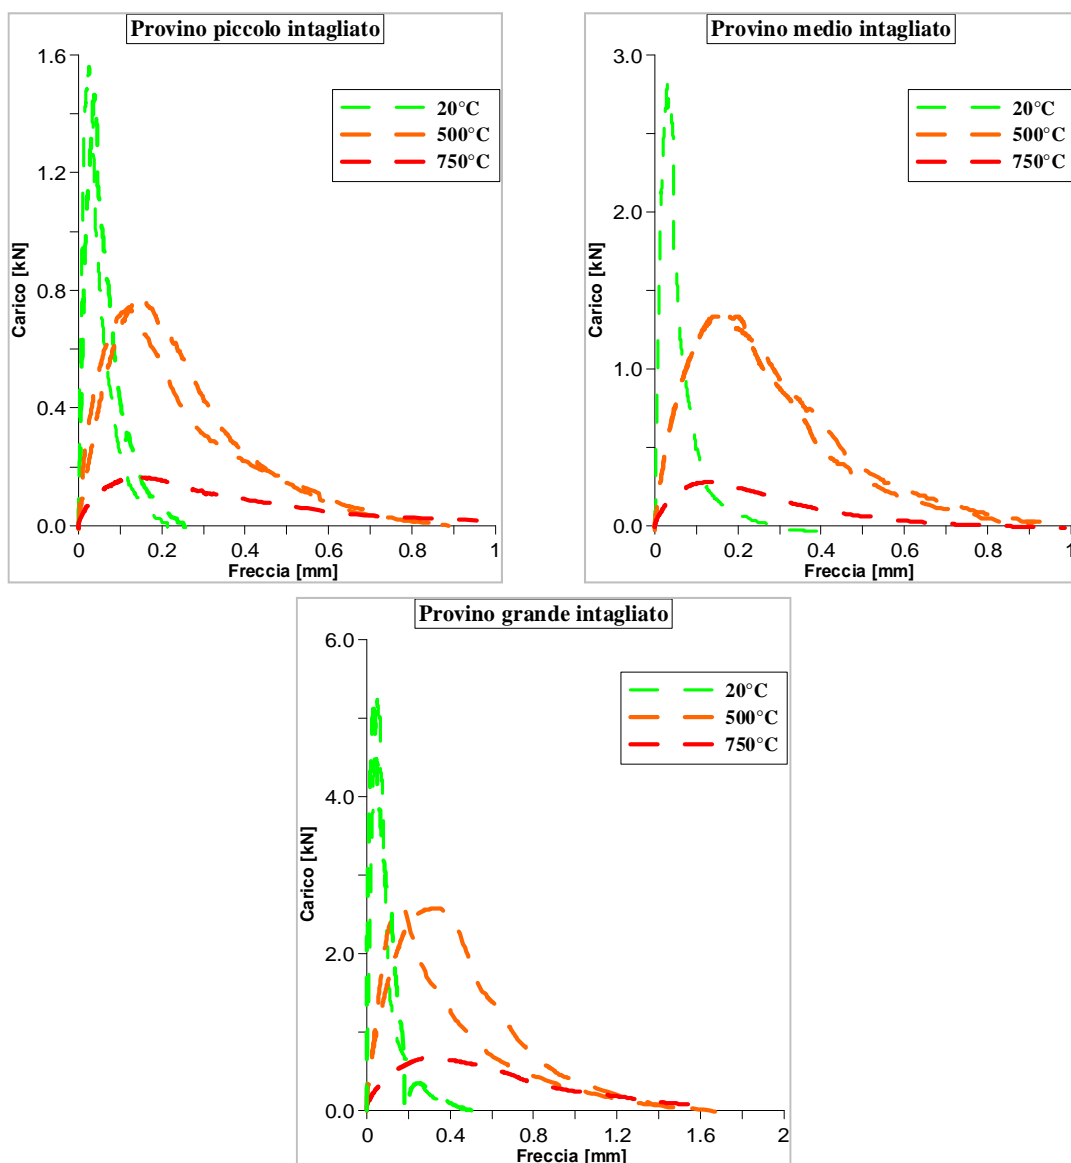 Provino piccolo intagliato
1.6
1.2
0.8
0.4
0.0
Carico [kN]
20°C
500°C
750°C
0
0.2
0.4
0.6
0.8
1
Freccia [mm]
Provino medio intagliato
3.0
2.0
1.0
0.0
Carico [kN]
20°C
500°C
750°C
0
0.2
0.4
0.6
0.8
1
Freccia [mm]
Provino grande intagliato
6.0
4.0
2.0
0.0
Carico [kN]
20°C
500°C
750°C
0
0.4
0.8
1.2
1.6
2
Freccia [mm]